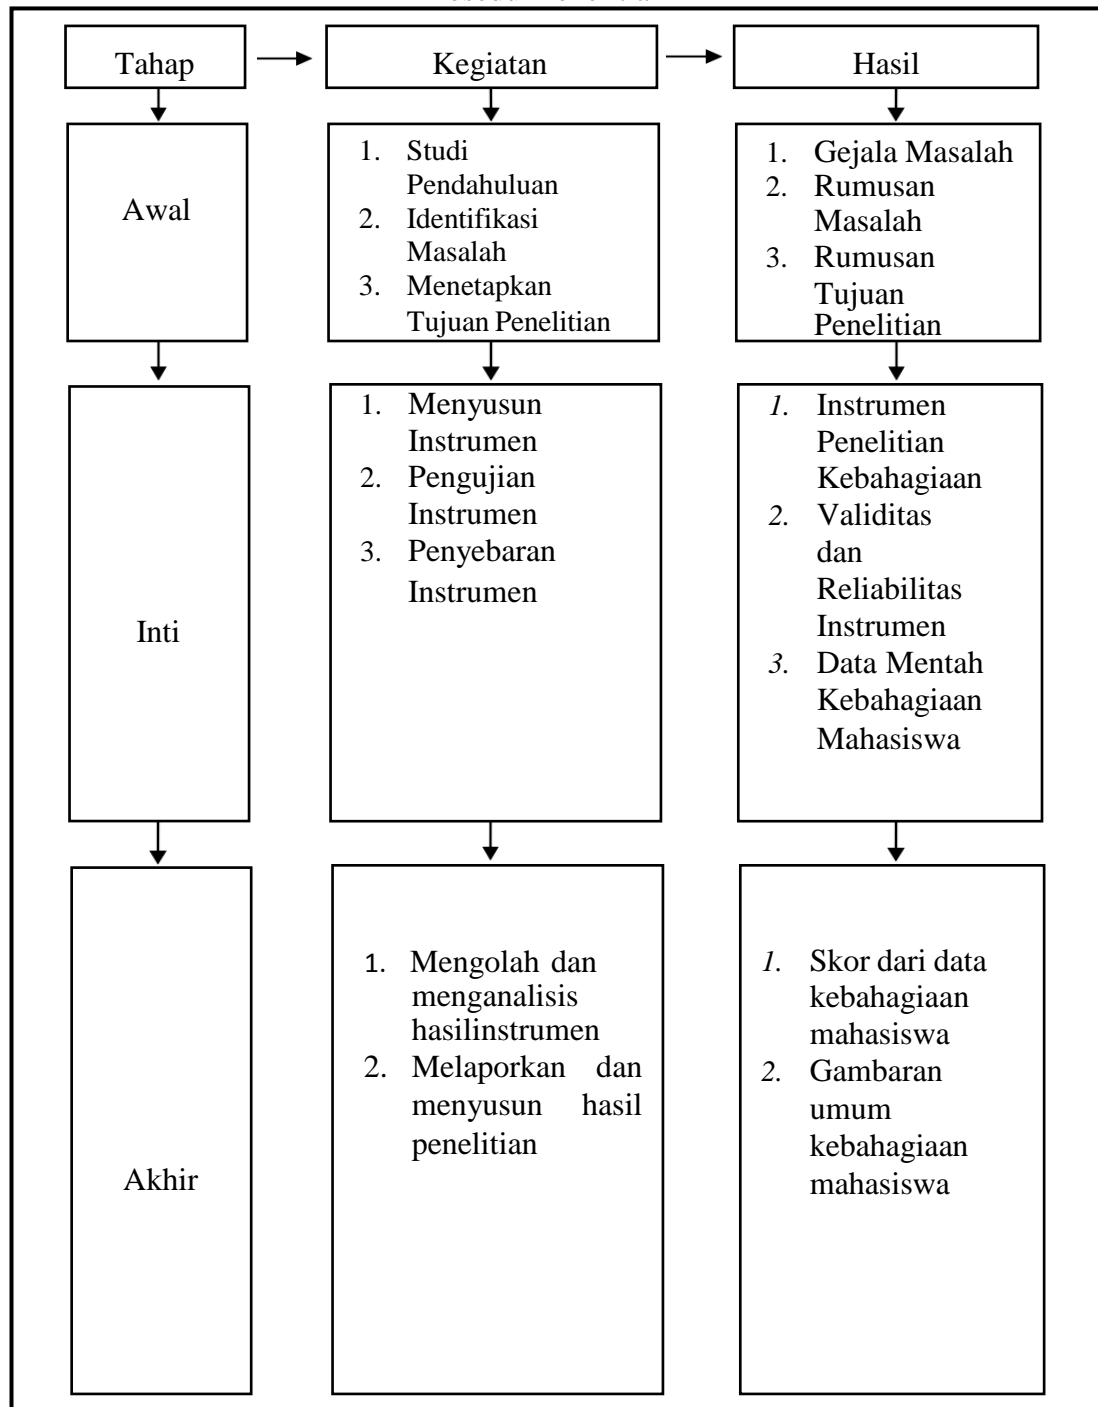 Tahap
Kegiatan
Hasil
Awal
1. Studi
Pendahuluan
2. Identifikasi
Masalah
3. Menetapkan
Tujuan Penelitian
1. Gejala Masalah
2. Rumusan
Masalah
3. Rumusan
Tujuan
Penelitian
Inti
1. Menyusun
Instrumen
2. Pengujian
Instrumen
3. Penyebaran
Instrumen
1. Instrumen
Penelitian
Kebahagiaan
2. Validitas
dan
Reliabilitas
Instrumen
3. Data Mentah
Kebahagiaan
Mahasiswa
Akhir
1. Mengolah dan
menganalisis
hasilinstrumen
2. Melaporkan dan
menyusun hasil
penelitian
1. Skor dari data
kebahagiaan
mahasiswa
2. Gambaran
umum
kebahagiaan
mahasiswa